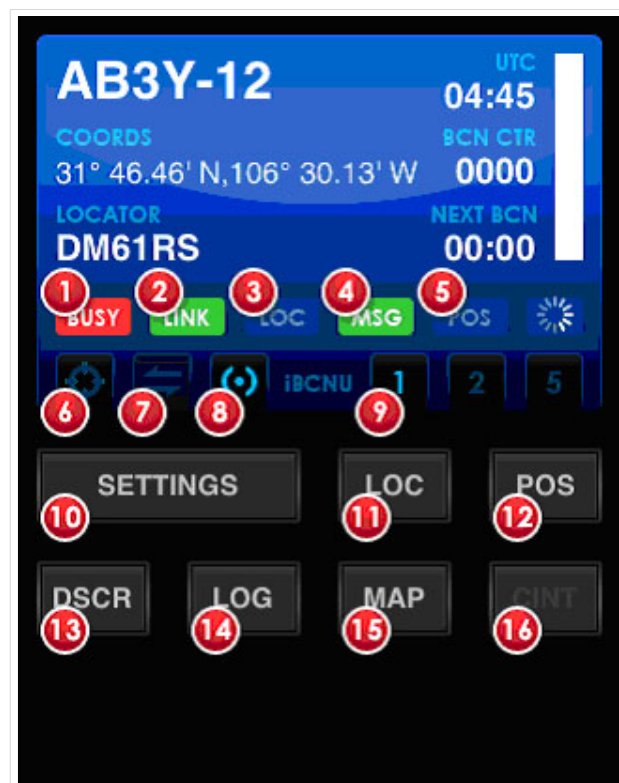 AB3Y-12
UTC
04:45
COORDS
BCN CTR
31° 46.46' N,106° 30.13' W
0000
LOCATOR
NEXT BCN
DM61RS
00:00
1 2 3 4 5
BUSY LINK LOC MSG POS
iBCNU 1 2 5
6 7 8 9
SETTINGS LOC POS
10 11 12
DSCR LOG MAP CINT
13 14 15 16